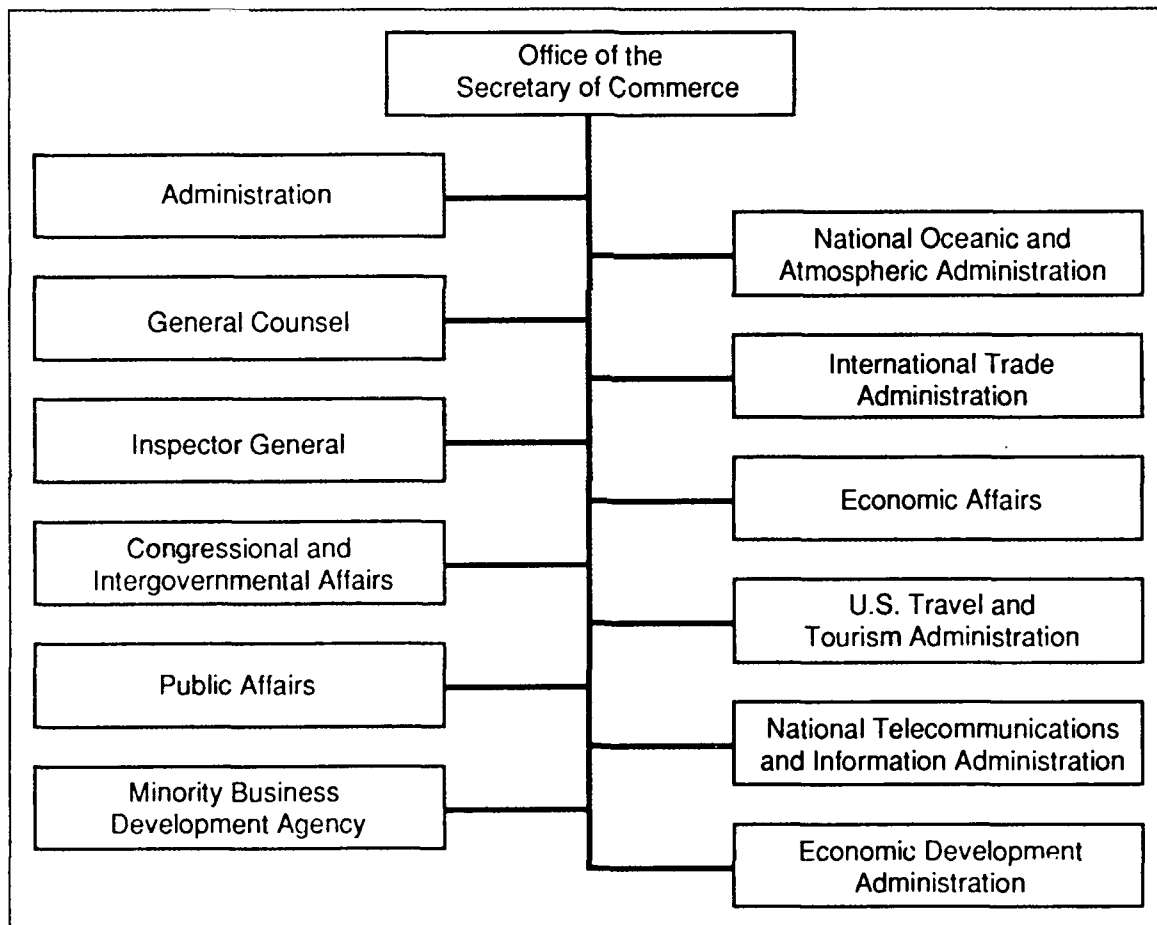 Office of the
Secretary of Commerce
Administration
General Counsel
Inspector General
Congressional and
Intergovernmental Affairs
Public Affairs
Minority Business
Development Agency
National Oceanic and
Atmospheric Administration
International Trade
Administration
Economic Affairs
U.S. Travel and
Tourism Administration
National Telecommunications
and Information Administration
Economic Development
Administration